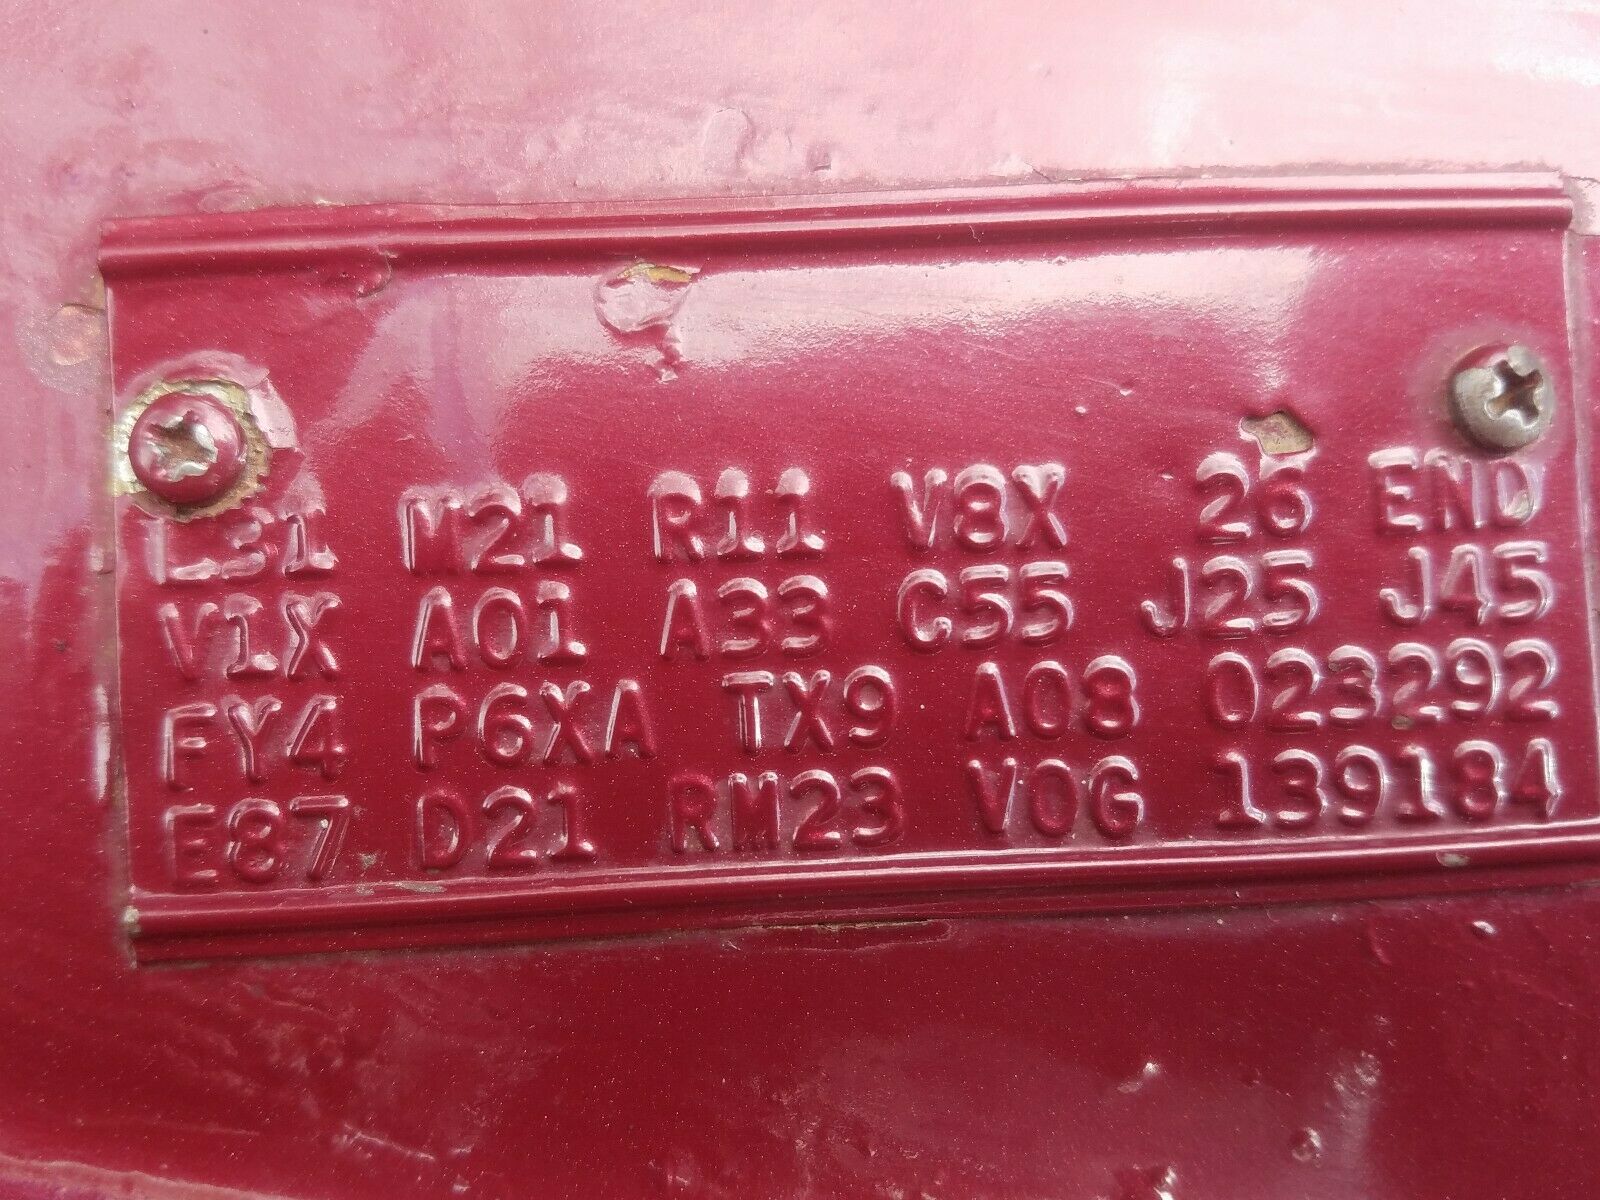 L31 M21 R11 V8X 26 END
V1X A01 A33 C55 J25 J45
FY4 P6XA TX9 A08 023292
E87 D21 RM23 V0G 139184